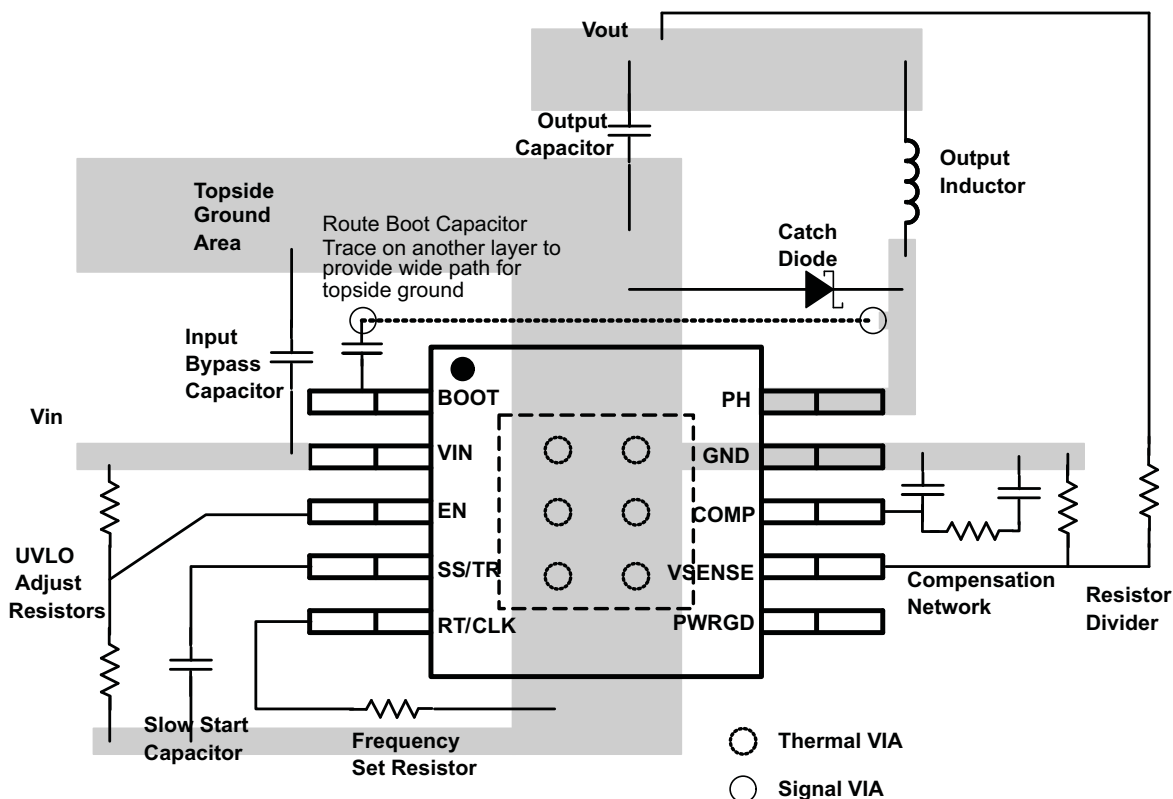 Vout
Output
Capacitor
Output
Inductor
Topside
Ground
Area
Route Boot Capacitor
Trace on another layer to
provide wide path for
topside ground
Catch
Diode
Input
Bypass
Capacitor
Vin
BOOT
VIN
EN
SS/TR
RT/CLK
PH
GND
COMP
VSENSE
PWRGD
UVLO
Adjust
Resistors
Compensation
Network
Resistor
Divider
Slow Start
Capacitor
Frequency
Set Resistor
Thermal VIA
Signal VIA